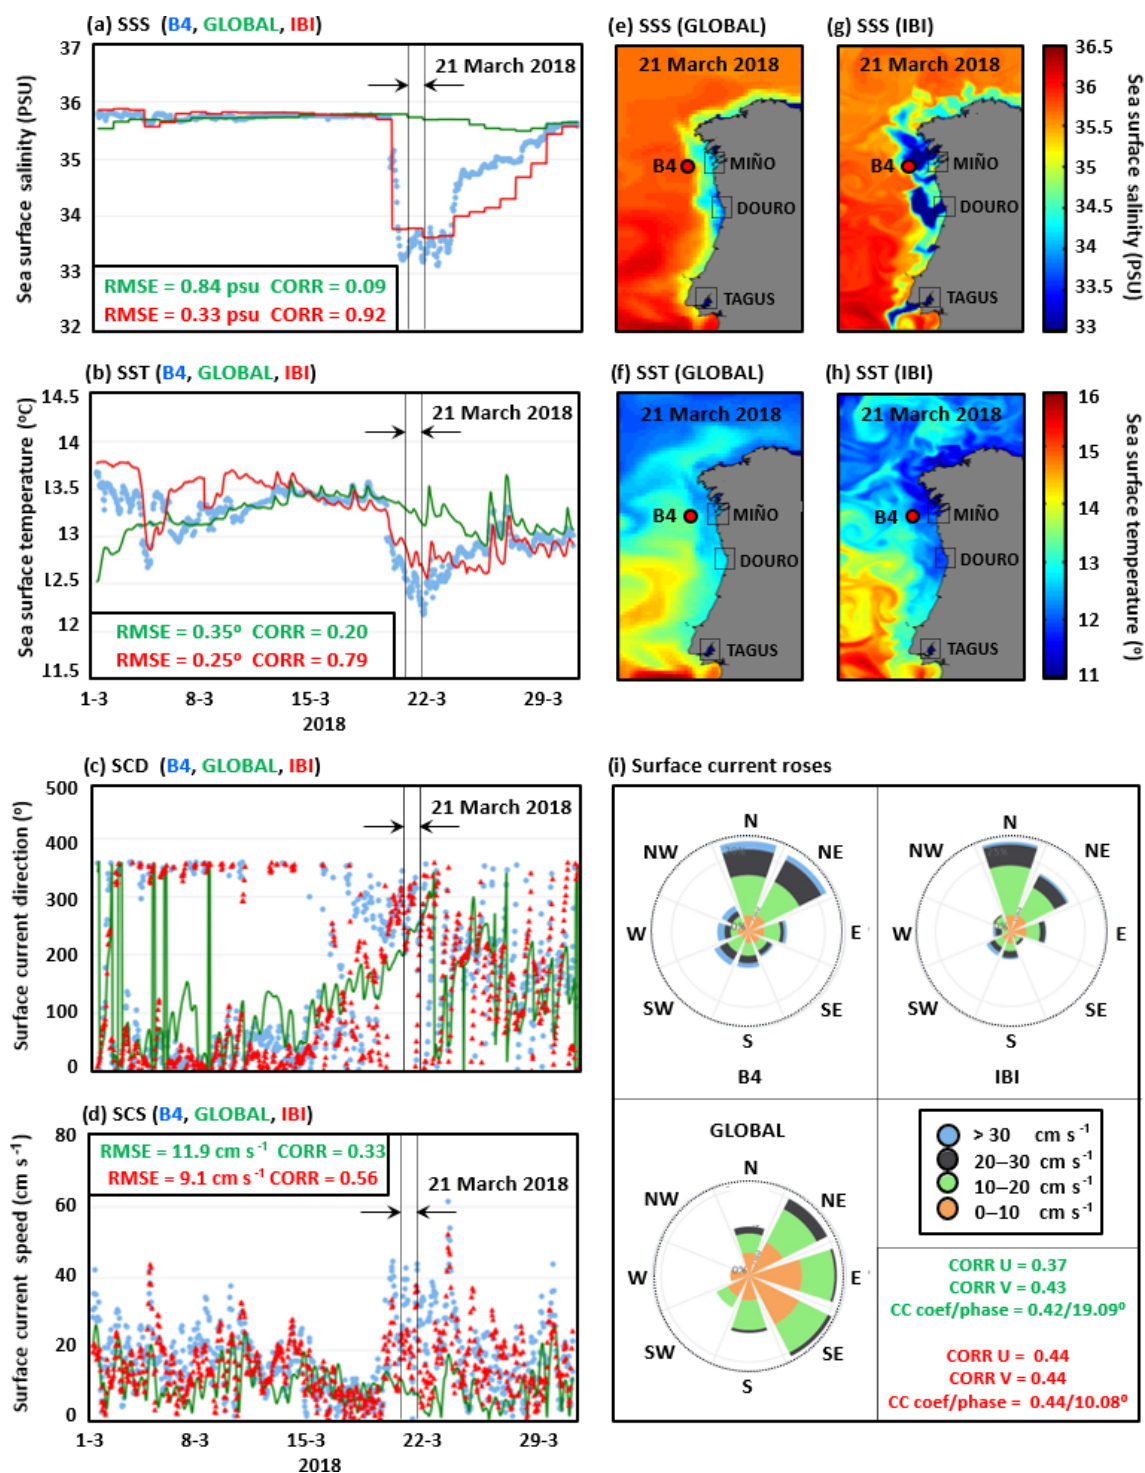 (a) SSS (B4, GLOBAL, IBI)
37
36
35
34
33
32
Sea surface salinity (PSU)
21 March 2018
RMSE = 0.84 psu CORR = 0.09
RMSE = 0.33 psu CORR = 0.92
(e) SSS (GLOBAL)
21 March 2018
B4
MIÑO
DOURO
TAGUS
(g) SSS (IBI)
21 March 2018
B4
MIÑO
DOURO
TAGUS
36.5
36
35.5
35
34.5
34
33.5
33
Sea surface salinity (PSU)
(b) SST (B4, GLOBAL, IBI)
14.5
14
13.5
13
12.5
12
11.5
Sea surface temperature (ºC)
21 March 2018
RMSE = 0.35º CORR = 0.20
RMSE = 0.25º CORR = 0.79
1-3 8-3 15-3 22-3 29-3
2018
(f) SST (GLOBAL)
21 March 2018
B4
MIÑO
DOURO
TAGUS
(h) SST (IBI)
21 March 2018
B4
MIÑO
DOURO
TAGUS
16
15
14
13
12
11
Sea surface temperature (º)
(c) SCD (B4, GLOBAL, IBI)
500
400
300
200
100
0
Surface current direction (º)
21 March 2018
(d) SCS (B4, GLOBAL, IBI)
80
60
40
20
0
Surface current speed (cm s⁻¹)
RMSE = 11.9 cm s⁻¹ CORR = 0.33
RMSE = 9.1 cm s⁻¹ CORR = 0.56
21 March 2018
1-3 8-3 15-3 22-3 29-3
2018
(i) Surface current roses
N
NW NE
W E
SW SE
S
B4
N
NW NE
W E
SW SE
S
IBI
GLOBAL
N
NW NE
W E
SW SE
S
> 30 cm s⁻¹
20–30 cm s⁻¹
10–20 cm s⁻¹
0–10 cm s⁻¹
CORR U = 0.37
CORR V = 0.43
CC coef/phase = 0.42/19.09º
CORR U = 0.44
CORR V = 0.44
CC coef/phase = 0.44/10.08º